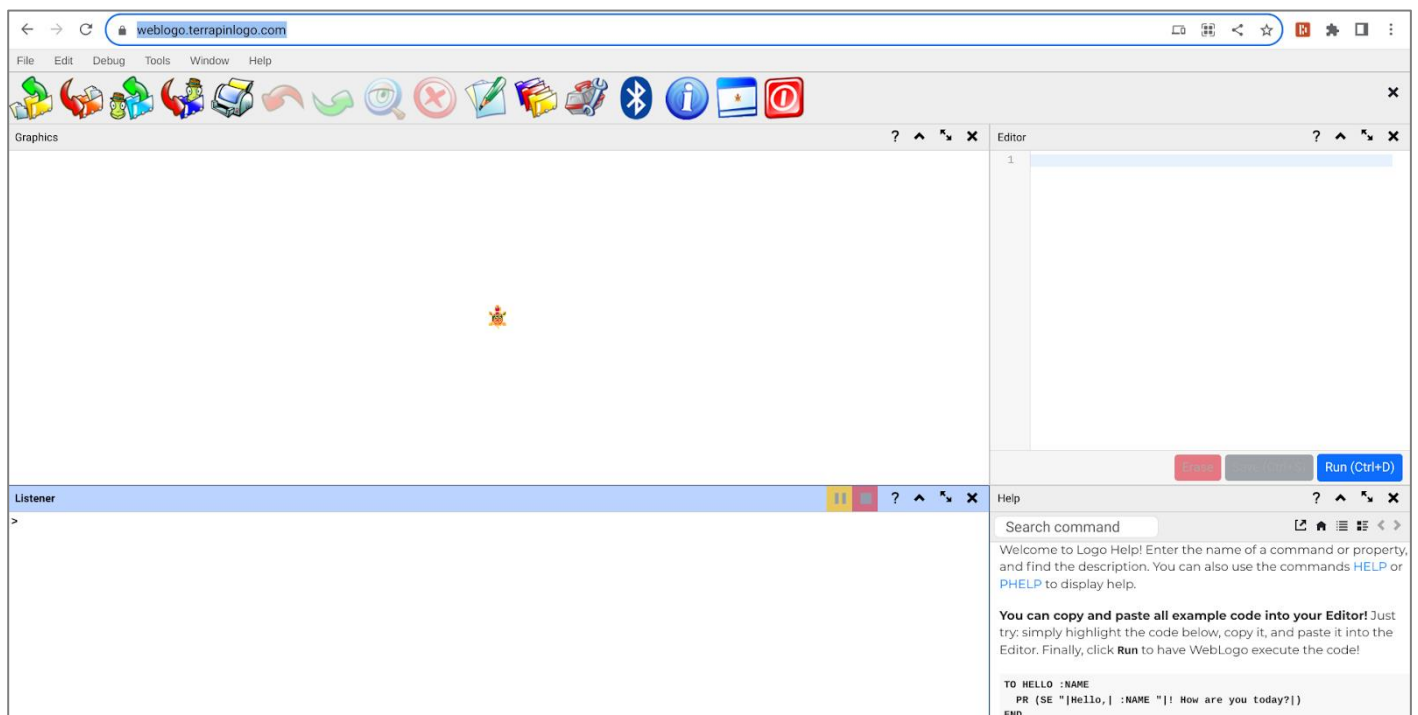 weblogo.terrapinlogo.com
File Edit Debug Tools Window Help
Graphics
Editor
1
Erase
Run (Ctrl+D)
Listener
>
Help
Search command
Welcome to Logo Help! Enter the name of a command or property,
and find the description. You can also use the commands HELP or
PHELP to display help.
You can copy and paste all example code into your Editor! Just
try: simply highlight the code below, copy it, and paste it into the
Editor. Finally, click Run to have WebLogo execute the code!
TO HELLO :NAME
PR (SE "|Hello,| :NAME "|! How are you today?|)
END